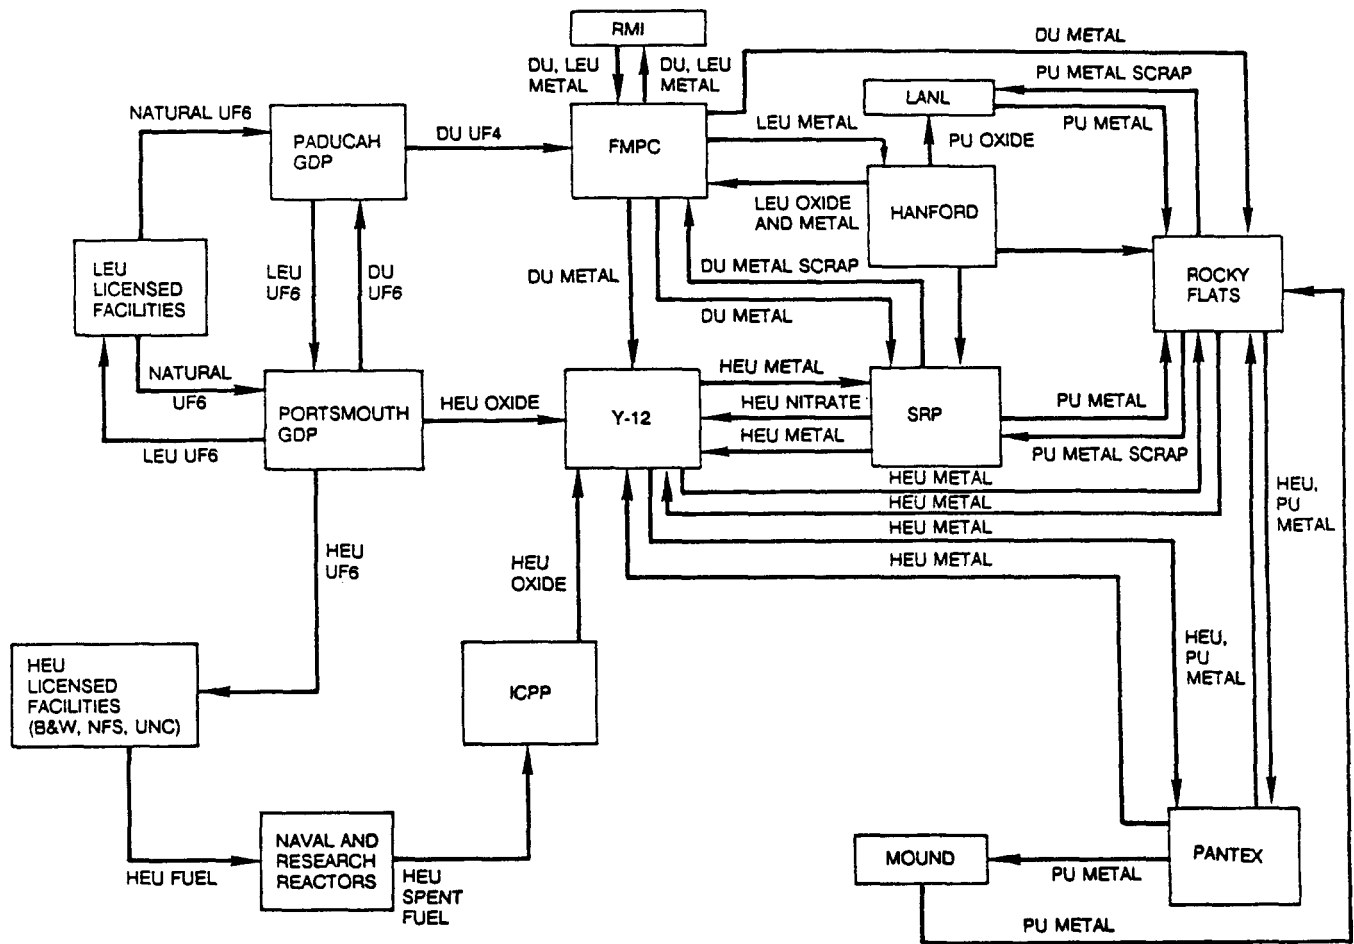 RMI
DU METAL
DU, LEU
METAL
DU, LEU
METAL
PU METAL SCRAP
LANL
NATURAL UF6
PADUCAH
GDP
DU UF4
FMPC
LEU METAL
PU OXIDE
PU METAL
LEU OXIDE
AND METAL
HANFORD
LEU
LICENSED
FACILITIES
LEU
UF6
DU
UF6
DU METAL
DU METAL SCRAP
DU METAL
ROCKY
FLATS
NATURAL
UF6
PORTSMOUTH
GDP
LEU UF6
HEU OXIDE
Y-12
HEU METAL
HEU NITRATE
HEU METAL
SRP
PU METAL
PU METAL SCRAP
HEU METAL
HEU METAL
HEU METAL
HEU METAL
HEU,
PU
METAL
HEU
UF6
HEU
OXIDE
HEU,
PU
METAL
HEU
LICENSED
FACILITIES
(B&W, NFS, UNC)
ICPP
HEU FUEL
NAVAL AND
RESEARCH
REACTORS
HEU
SPENT
FUEL
MOUND
PU METAL
PANTEX
PU METAL